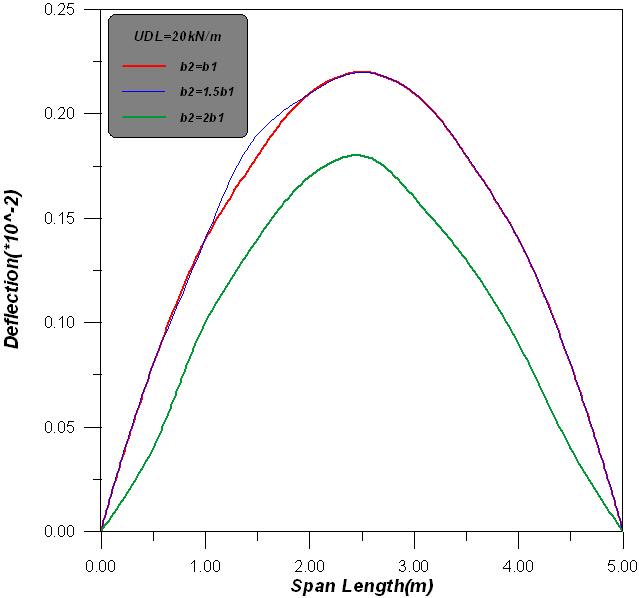 0.25
0.20
0.15
0.10
0.05
0.00
Deflection(*10^-2)
UDL=20kN/m
b2=b1
b2=1.5b1
b2=2b1
0.00 1.00 2.00 3.00 4.00 5.00
Span Length(m)